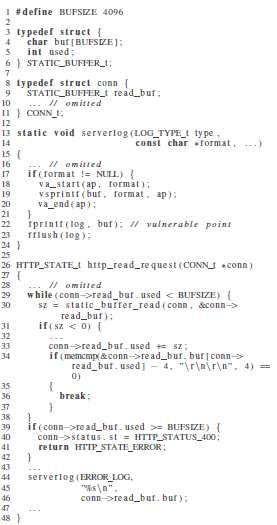 1 #define BUFSIZE 4096
2
3 typedef struct {
4 char buf[BUFSIZE];
5 int used;
6 } STATIC_BUFFER_t;
7
8 typedef struct conn {
9 STATIC_BUFFER_t read_buf;
10 ... // omitted
11 } CONN_t;
12
13 static void serverlog(LOG_TYPE_t type,
14 const char *format, ...)
15 {
16 ... // omitted
17 if(format != NULL) {
18 va_start(ap, format);
19 vsprintf(buf, format, ap);
20 va_end(ap);
21 }
22 fprintf(log, buf); // vulnerable point
23 fflush(log);
24 }
25
26 HTTP_STATE_t http_read_request(CONN_t *conn)
27 {
28 ... // omitted
29 while(conn->read_buf.used < BUFSIZE) {
30 sz = static_buffer_read(conn, &conn->
read_buf);
31 if(sz < 0) {
32 ...
33 conn->read_buf.used += sz;
34 if(memcmp(&conn->read_buf.buf[conn->
read_buf.used] - 4, "\r\n\r\n", 4) ==
0)
35 {
36 break;
37 }
38 }
39 if(conn->read_buf.used >= BUFSIZE) {
40 conn->status.st = HTTP_STATUS_400;
41 return HTTP_STATE_ERROR;
42 }
43 ...
44 serverlog(ERROR_LOG,
45 "%s\n",
46 conn->read_buf.buf);
47 ...
48 }